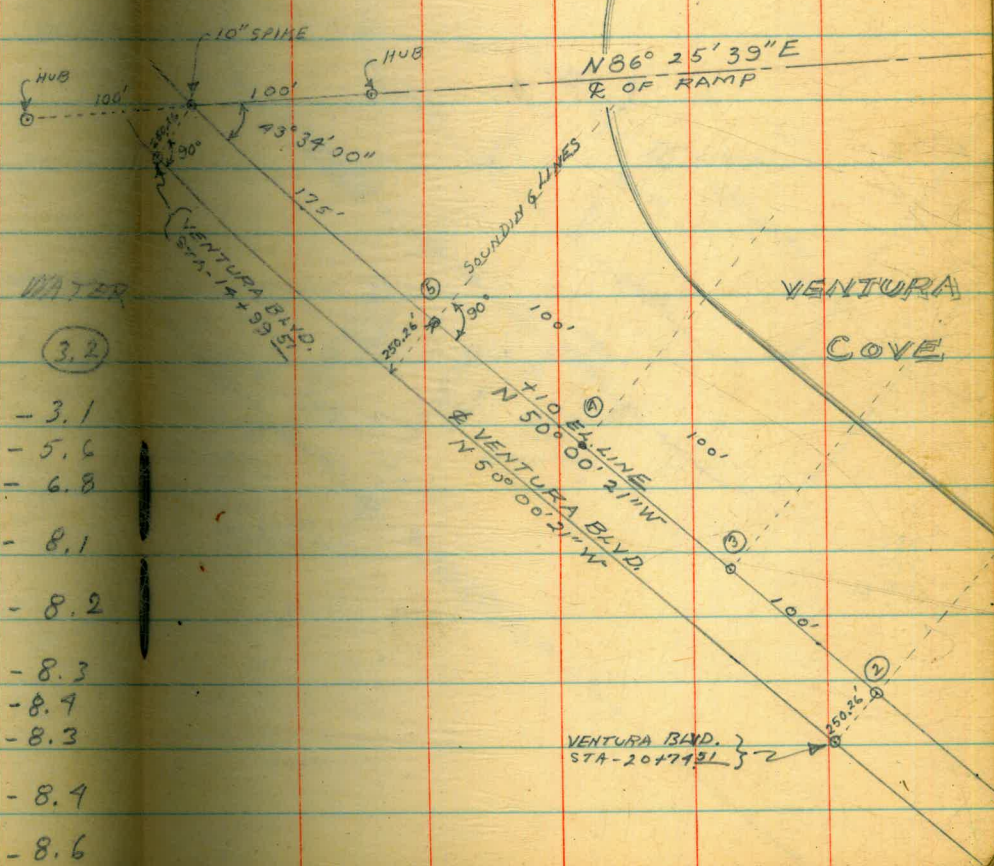 10" SPIKE
HUB
HUB
100'
100'
N86° 25' 39" E
℄ OF RAMP
43° 34' 00"
250.26
90°
175'
SOUNDING LINES
VENTURA BLVD.
STA-14+99 51
WATER
3.2
VENTURA
COVE
5
90°
250.26'
100'
4
+10 EL. LINE
N 50° 00' 21" W
100'
℄ VENTURA BLVD.
N 50° 00' 21" W
3
100'
2
250.26'
VENTURA BLVD.
STA-20+74 51
- 3.1
- 5.6
- 6.8
- 8.1
- 8.2
- 8.3
- 8.4
- 8.3
- 8.4
- 8.6